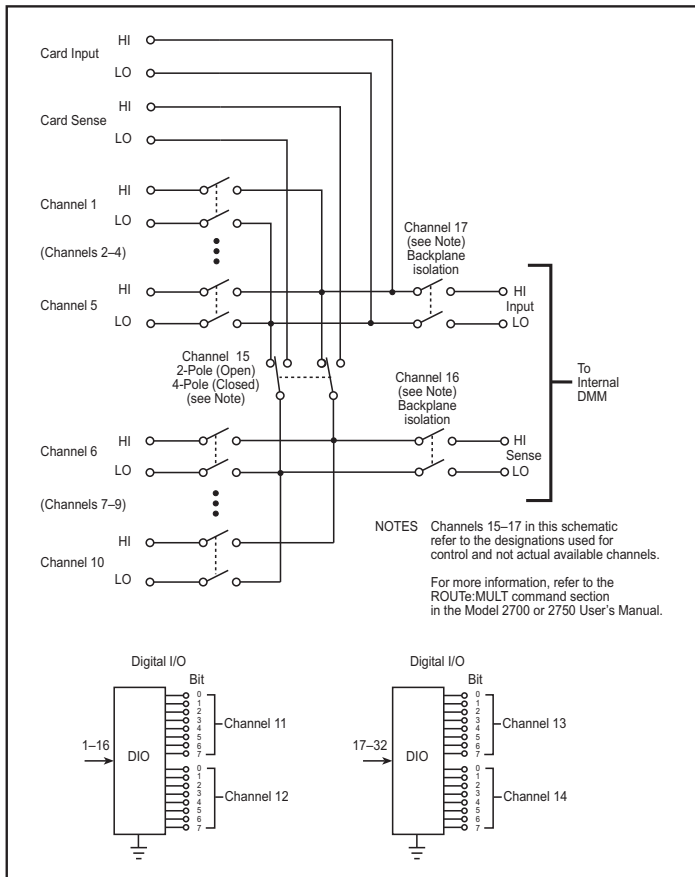 Card Input
HI
LO
Card Sense
HI
LO
Channel 1
HI
LO
(Channels 2–4)
Channel 5
HI
LO
Channel 17
(see Note)
Backplane
isolation
HI
Input
LO
Channel 15
2-Pole (Open)
4-Pole (Closed)
(see Note)
Channel 16
(see Note)
Backplane
isolation
To
Internal
DMM
Channel 6
HI
LO
HI
Sense
LO
(Channels 7–9)
Channel 10
HI
LO
NOTES Channels 15–17 in this schematic
refer to the designations used for
control and not actual available channels.
For more information, refer to the
ROUTe:MULT command section
in the Model 2700 or 2750 User's Manual.
Digital I/O
Bit
1–16
DIO
0
1
2
3
4
5
6
7
Channel 11
0
1
2
3
4
5
6
7
Channel 12
Digital I/O
Bit
17–32
DIO
0
1
2
3
4
5
6
7
Channel 13
0
1
2
3
4
5
6
7
Channel 14